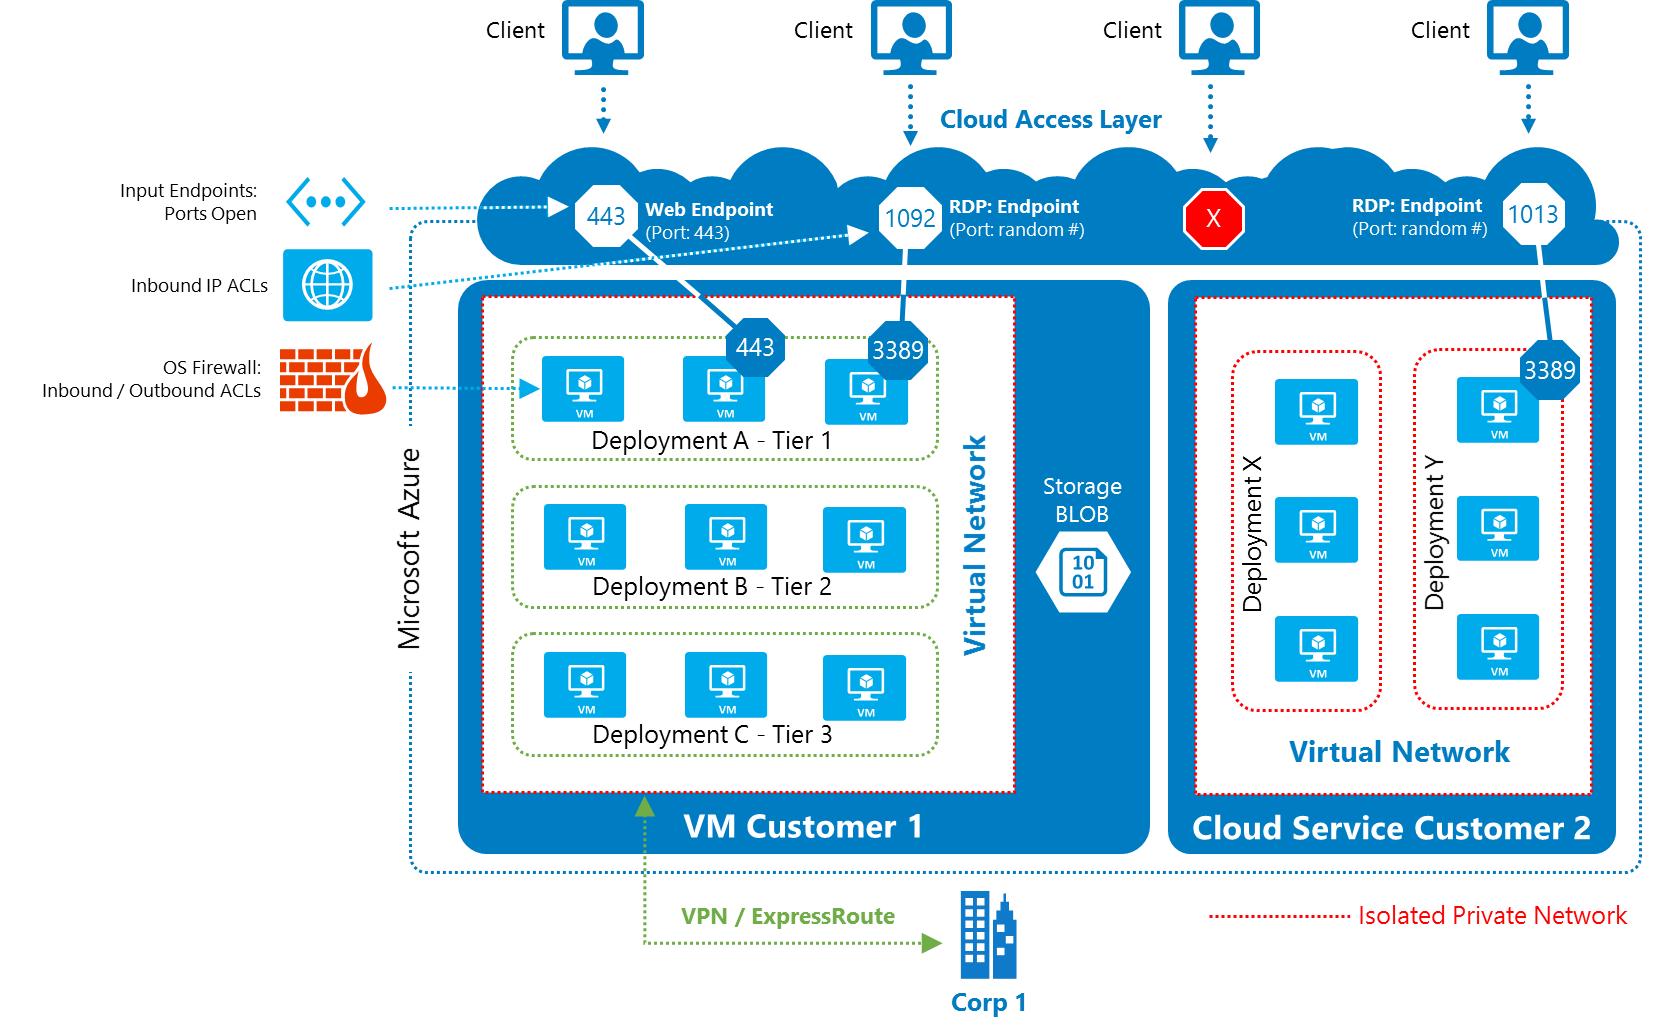 Client
Client
Client
Client
Cloud Access Layer
Input Endpoints:
Ports Open
443
Web Endpoint
(Port: 443)
1092
RDP: Endpoint
(Port: random #)
X
RDP: Endpoint
(Port: random #)
1013
Inbound IP ACLs
OS Firewall:
Inbound / Outbound ACLs
Microsoft Azure
443
3389
VM
VM
VM
Deployment A - Tier 1
VM
VM
VM
Deployment B - Tier 2
VM
VM
VM
Deployment C - Tier 3
Virtual Network
Storage
BLOB
10
01
VM Customer 1
3389
Deployment X
VM
VM
VM
Deployment Y
VM
VM
VM
Virtual Network
Cloud Service Customer 2
VPN / ExpressRoute
Corp 1
Isolated Private Network